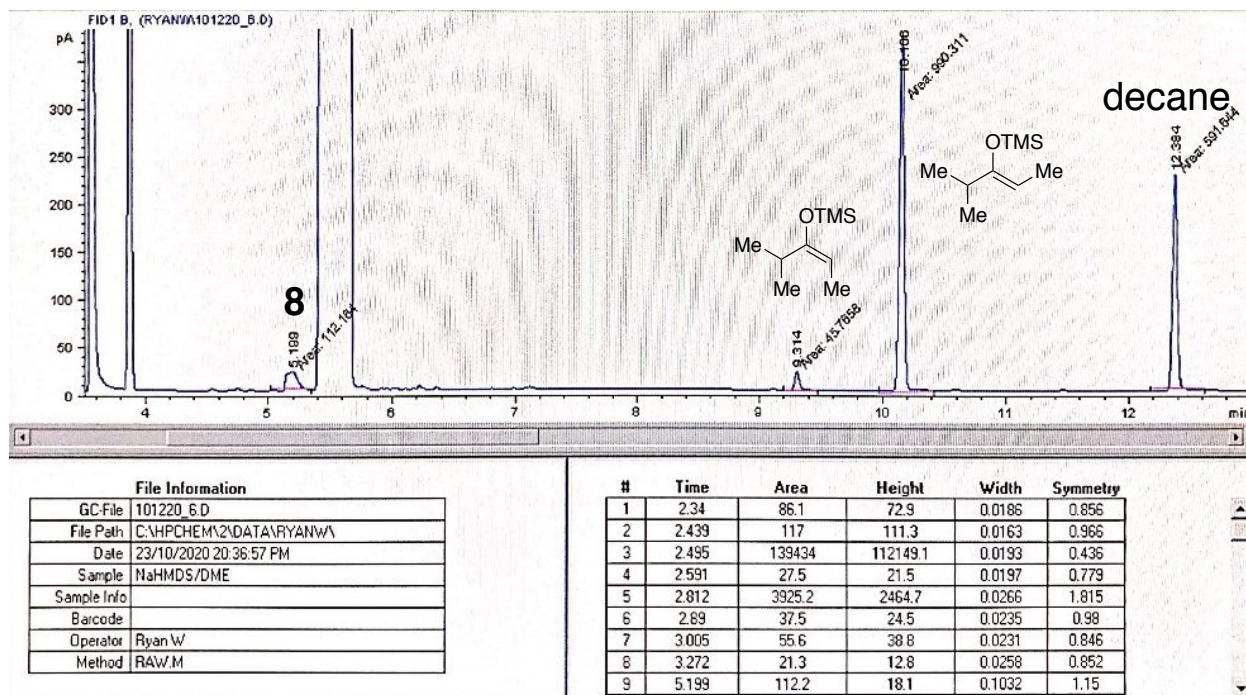 FID1 B, (RYANW\101220_6.D)
pA
300
250
200
150
100
50
0
8
5.199
Area: 112.164
OTMS
Me
Me
Me
9.314
Area: 45.7658
10.166
Area: 990.311
OTMS
Me
Me
Me
decane
12.384
Area: 591.644
4 5 6 7 8 9 10 11 12 min
File Information
GC-File 101220_6.D
File Path C:\HPCHEM\2\DATA\RYANW\
Date 23/10/2020 20:36:57 PM
Sample NaHMDS/DME
Sample Info
Barcode
Operator Ryan W
Method RAW.M
# Time Area Height Width Symmetry
1 2.34 86.1 72.9 0.0186 0.856
2 2.439 117 111.3 0.0163 0.966
3 2.495 139434 112149.1 0.0193 0.436
4 2.591 27.5 21.5 0.0197 0.779
5 2.812 3925.2 2464.7 0.0266 1.815
6 2.89 37.5 24.5 0.0235 0.98
7 3.005 55.6 38.8 0.0231 0.846
8 3.272 21.3 12.8 0.0258 0.852
9 5.199 112.2 18.1 0.1032 1.15